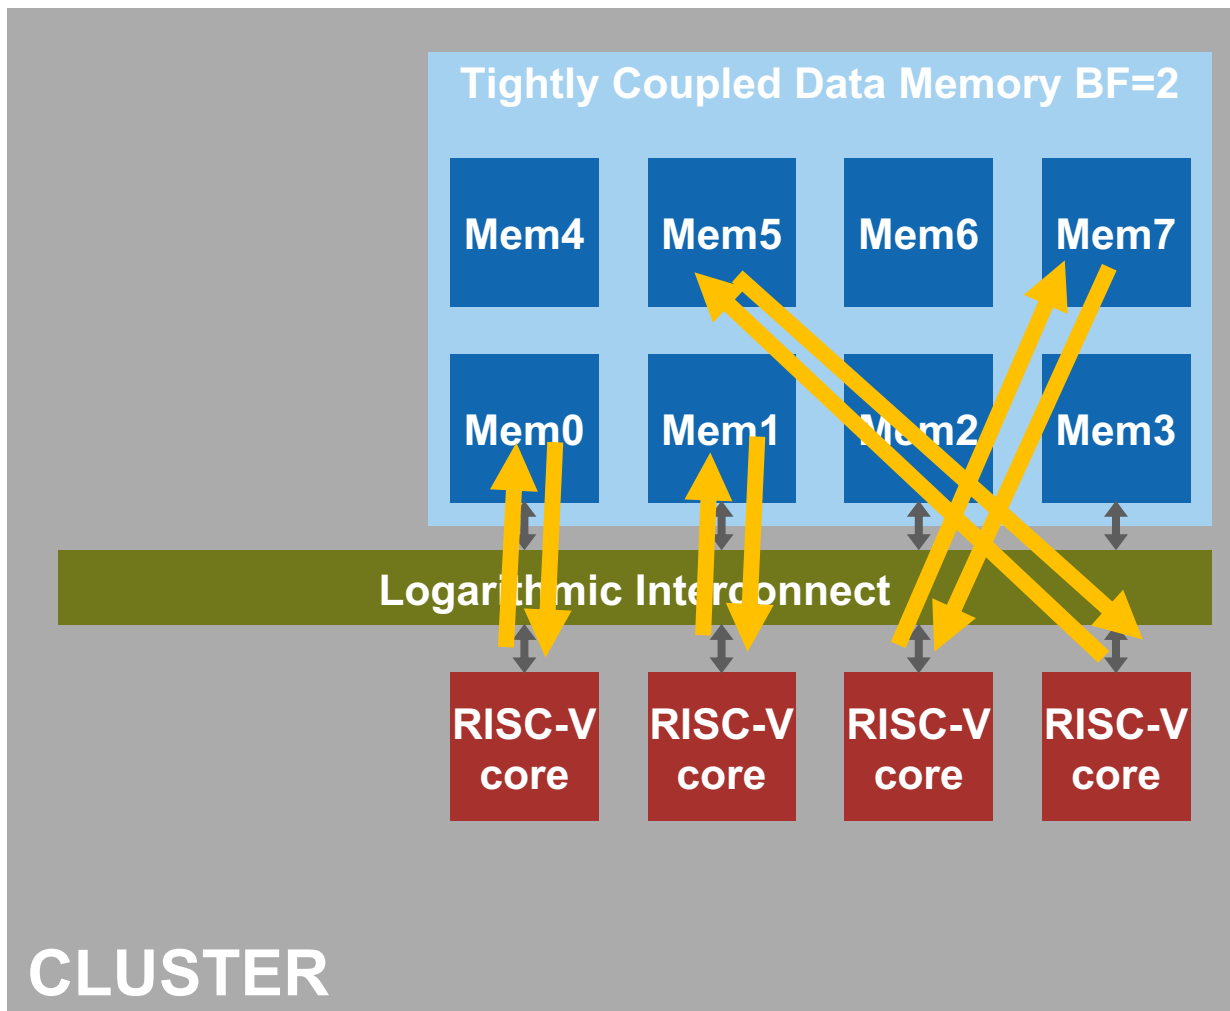 Tightly Coupled Data Memory BF=2
Mem4 Mem5 Mem6 Mem7
Mem0 Mem1 Mem2 Mem3
Logarithmic Interconnect
RISC-V RISC-V RISC-V RISC-V
core core core core
CLUSTER